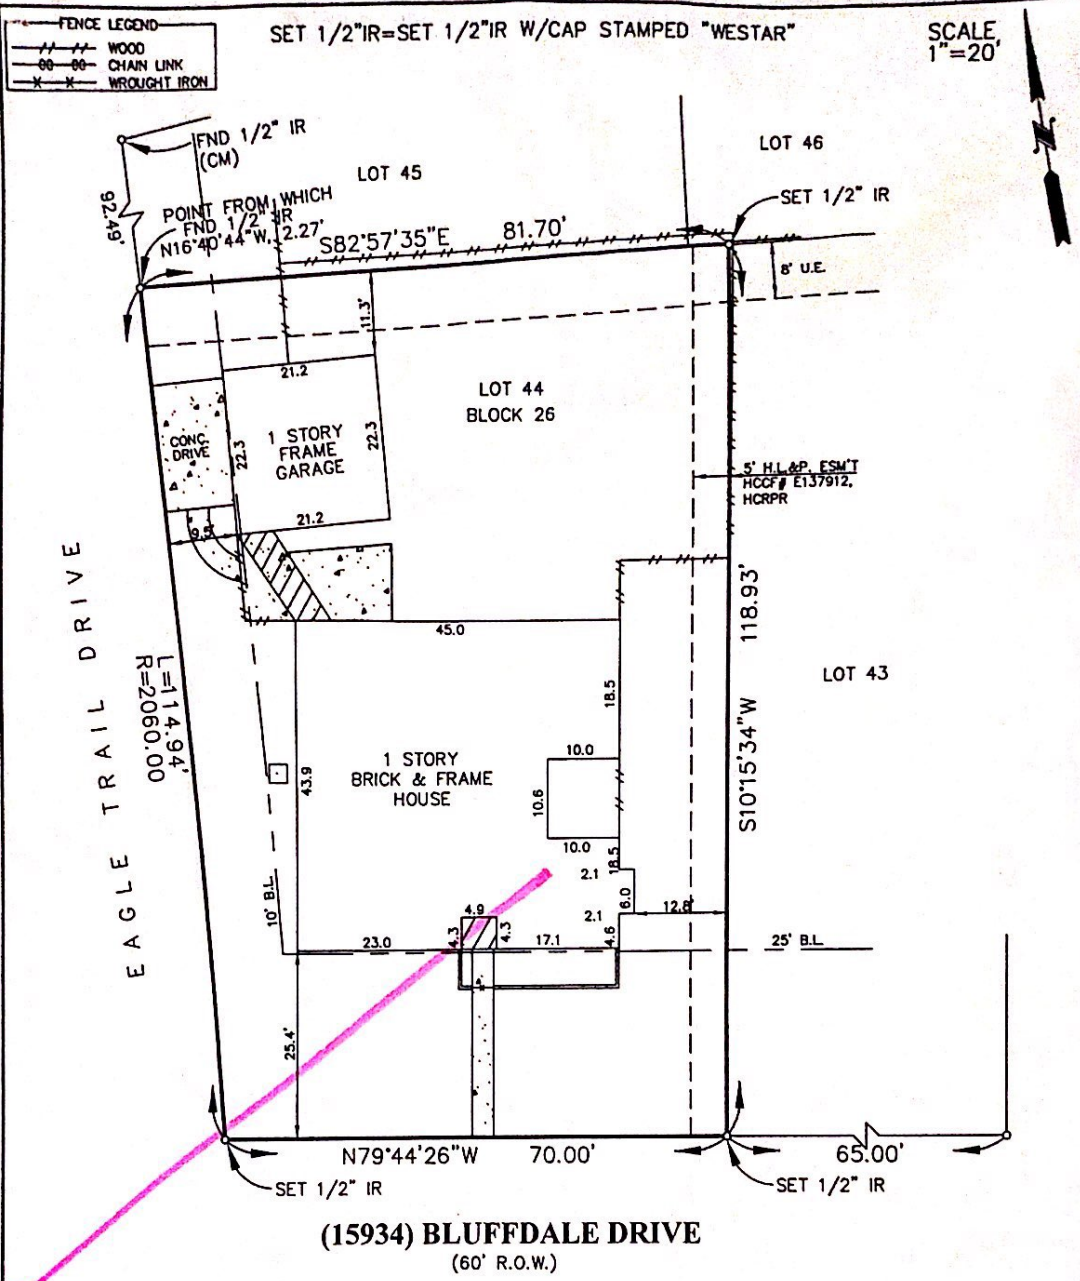 FENCE LEGEND
WOOD
CHAIN LINK
WROUGHT IRON
SET 1/2"IR=SET 1/2"IR W/CAP STAMPED "WESTAR"
SCALE
1"=20'
N
FND 1/2" IR
(CM)
LOT 45
LOT 46
92.49'
POINT FROM WHICH
FND 1/2" IR
N16°40'44"W, 2.27'
SET 1/2" IR
S82°57'35"E 81.70'
8' U.E.
11.3'
21.2
LOT 44
BLOCK 26
CONC.
DRIVE
22.3
1 STORY
FRAME
GARAGE
22.3
5' H.L.&P. ESM'T
HCCF# E137912,
HCRPR
21.2
9.5'
EAGLE TRAIL DRIVE
L=114.94'
R=2060.00
45.0
118.93'
S10°15'34"W
LOT 43
18.5
1 STORY
BRICK & FRAME
HOUSE
43.9
10.0
10.6
10.0
18.5
2.1
6.0
10' B.L.
4.9
2.1
12.8'
4.3
4.3
4.6
23.0
17.1
25' B.L.
25.4'
N79°44'26"W 70.00'
65.00'
SET 1/2" IR
SET 1/2" IR
(15934) BLUFFDALE DRIVE
(60' R.O.W.)